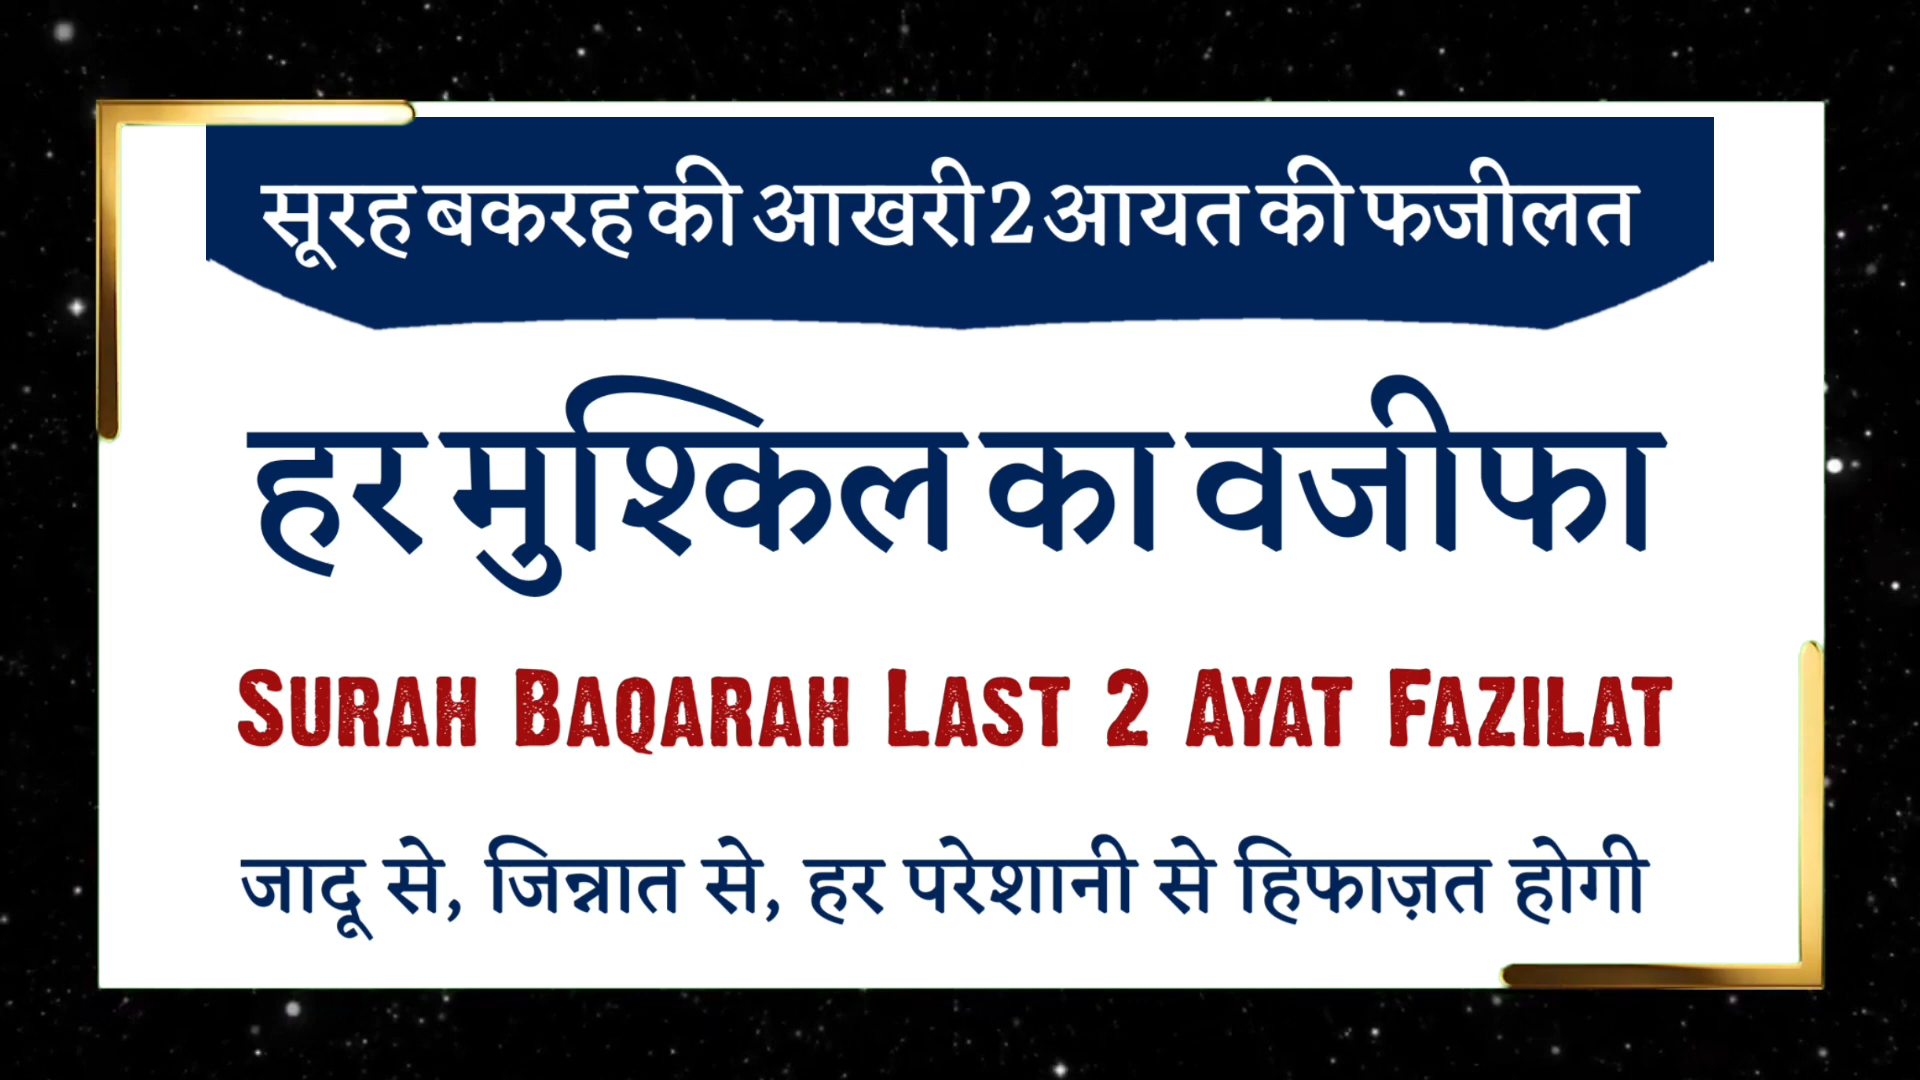 सूरह बकरह की आखरी 2 आयत की फजीलत
हर मुश्किल का वजीफा
SURAH BAQARAH LAST 2 AYAT FAZILAT
जादू से, जिन्नात से, हर परेशानी से हिफाज़त होगी